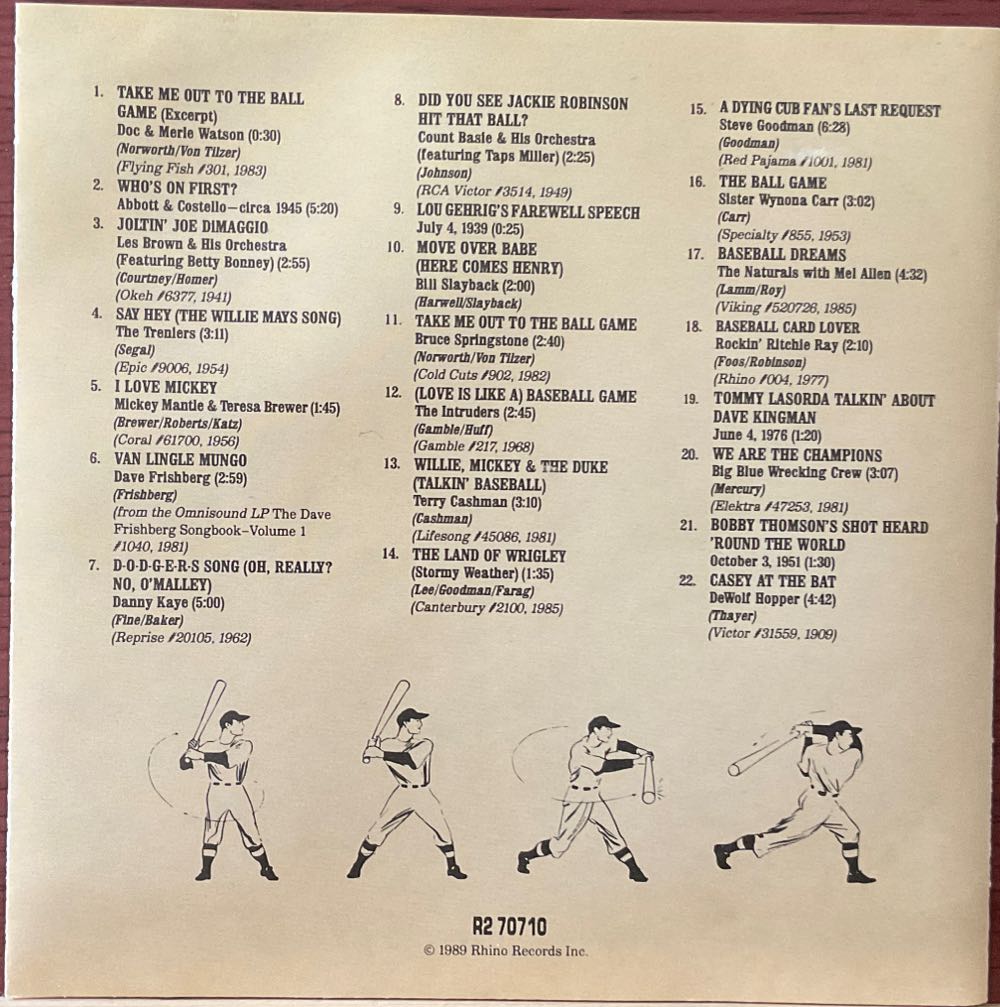 1. TAKE ME OUT TO THE BALL
GAME (Excerpt)
Doc & Merle Watson (0:30)
(Norworth/Von Tilzer)
(Flying Fish #301, 1983)
2. WHO'S ON FIRST?
Abbott & Costello—circa 1945 (5:20)
3. JOLTIN' JOE DIMAGGIO
Les Brown & His Orchestra
(Featuring Betty Bonney) (2:55)
(Courtney/Homer)
(Okeh #6377, 1941)
4. SAY HEY (THE WILLIE MAYS SONG)
The Treniers (3:11)
(Segal)
(Epic #9006, 1954)
5. I LOVE MICKEY
Mickey Mantle & Teresa Brewer (1:45)
(Brewer/Roberts/Katz)
(Coral #61700, 1956)
6. VAN LINGLE MUNGO
Dave Frishberg (2:59)
(Frishberg)
(from the Omnisound LP The Dave
Frishberg Songbook–Volume 1
#1040, 1981)
7. D-O-D-G-E-R-S SONG (OH, REALLY?
NO, O'MALLEY)
Danny Kaye (5:00)
(Fine/Baker)
(Reprise #20105, 1962)
8. DID YOU SEE JACKIE ROBINSON
HIT THAT BALL?
Count Basie & His Orchestra
(featuring Taps Miller) (2:25)
(Johnson)
(RCA Victor #3514, 1949)
9. LOU GEHRIG'S FAREWELL SPEECH
July 4, 1939 (0:25)
10. MOVE OVER BABE
(HERE COMES HENRY)
Bill Slayback (2:00)
(Harwell/Slayback)
11. TAKE ME OUT TO THE BALL GAME
Bruce Springstone (2:40)
(Norworth/Von Tilzer)
(Cold Cuts #902, 1982)
12. (LOVE IS LIKE A) BASEBALL GAME
The Intruders (2:45)
(Gamble/Huff)
(Gamble #217, 1968)
13. WILLIE, MICKEY & THE DUKE
(TALKIN' BASEBALL)
Terry Cashman (3:10)
(Cashman)
(Lifesong #45086, 1981)
14. THE LAND OF WRIGLEY
(Stormy Weather) (1:35)
(Lee/Goodman/Farag)
(Canterbury #2100, 1985)
15. A DYING CUB FAN'S LAST REQUEST
Steve Goodman (6:28)
(Goodman)
(Red Pajama #1001, 1981)
16. THE BALL GAME
Sister Wynona Carr (3:02)
(Carr)
(Specialty #855, 1953)
17. BASEBALL DREAMS
The Naturals with Mel Allen (4:32)
(Lamm/Roy)
(Viking #520726, 1985)
18. BASEBALL CARD LOVER
Rockin' Ritchie Ray (2:10)
(Foos/Robinson)
(Rhino #004, 1977)
19. TOMMY LASORDA TALKIN' ABOUT
DAVE KINGMAN
June 4, 1976 (1:20)
20. WE ARE THE CHAMPIONS
Big Blue Wrecking Crew (3:07)
(Mercury)
(Elektra #47253, 1981)
21. BOBBY THOMSON'S SHOT HEARD
'ROUND THE WORLD
October 3, 1951 (1:30)
22. CASEY AT THE BAT
DeWolf Hopper (4:42)
(Thayer)
(Victor #31559, 1909)
R2 70710
© 1989 Rhino Records Inc.